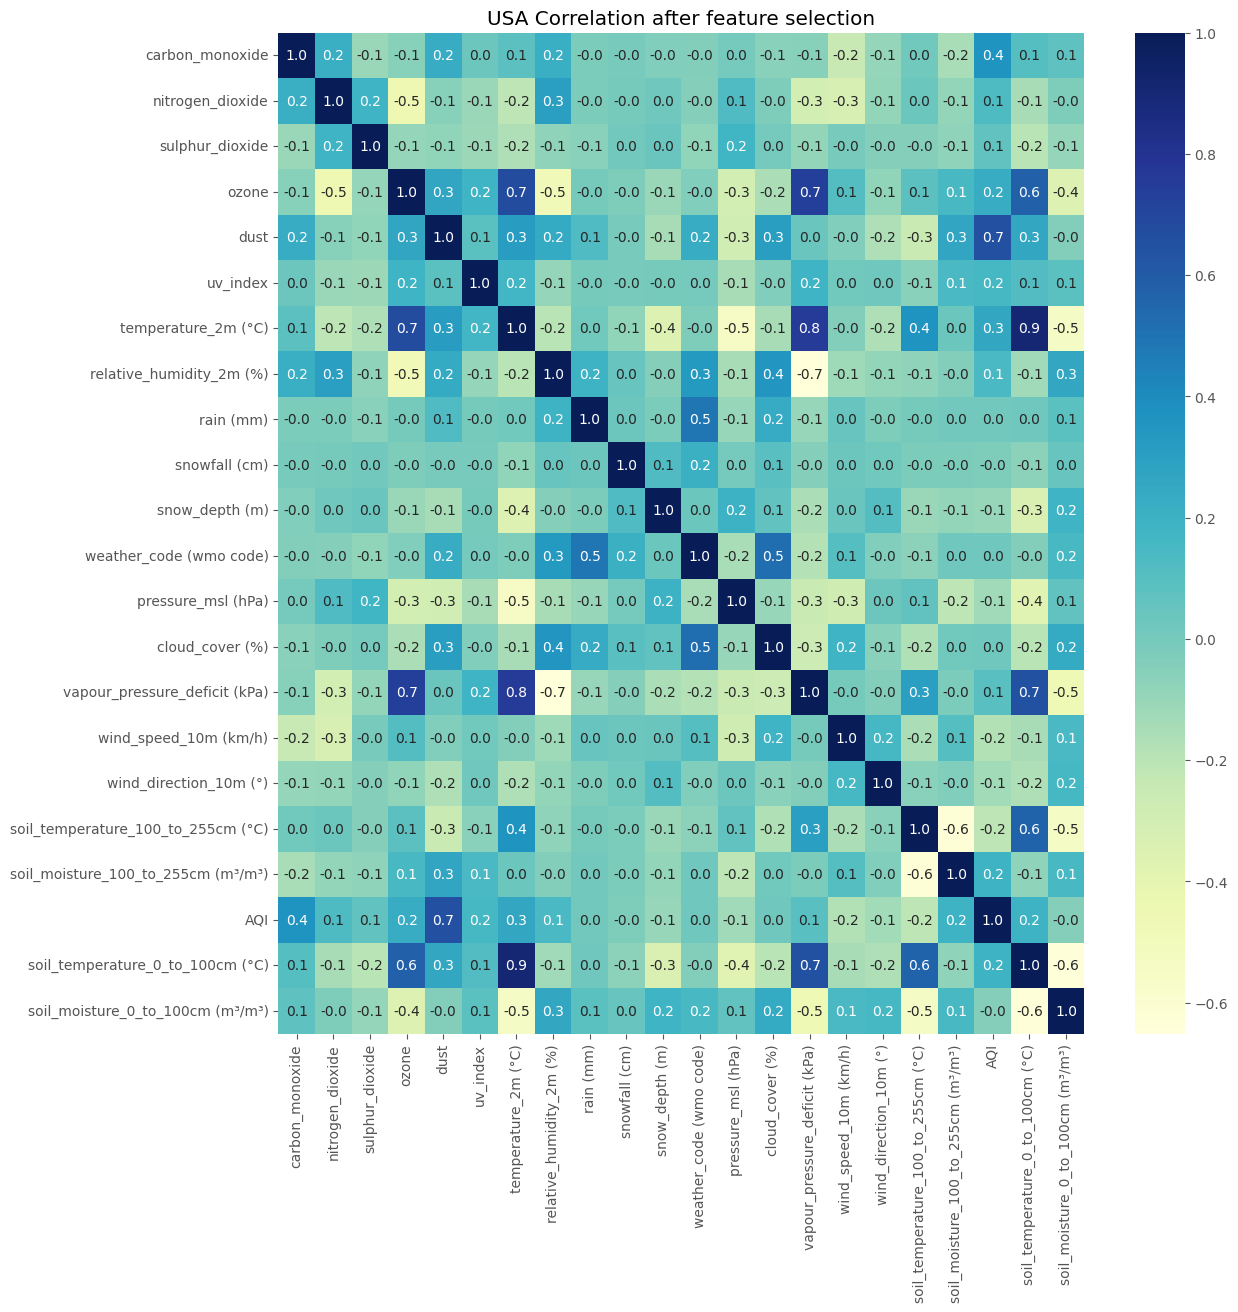 USA Correlation after feature selection
carbon_monoxide 1.0 0.2 -0.1 -0.1 0.2 0.0 0.1 0.2 -0.0 -0.0 -0.0 -0.0 0.0 -0.1 -0.1 -0.2 -0.1 0.0 -0.2 0.4 0.1 0.1
nitrogen_dioxide 0.2 1.0 0.2 -0.5 -0.1 -0.1 -0.2 0.3 -0.0 -0.0 0.0 -0.0 0.1 -0.0 -0.3 -0.3 -0.1 0.0 -0.1 0.1 -0.1 -0.0
sulphur_dioxide -0.1 0.2 1.0 -0.1 -0.1 -0.1 -0.2 -0.1 -0.1 0.0 0.0 -0.1 0.2 0.0 -0.1 -0.0 -0.0 -0.0 -0.1 0.1 -0.2 -0.1
ozone -0.1 -0.5 -0.1 1.0 0.3 0.2 0.7 -0.5 -0.0 -0.0 -0.1 -0.0 -0.3 -0.2 0.7 0.1 -0.1 0.1 0.1 0.2 0.6 -0.4
dust 0.2 -0.1 -0.1 0.3 1.0 0.1 0.3 0.2 0.1 -0.0 -0.1 0.2 -0.3 0.3 0.0 -0.0 -0.2 -0.3 0.3 0.7 0.3 -0.0
uv_index 0.0 -0.1 -0.1 0.2 0.1 1.0 0.2 -0.1 -0.0 -0.0 -0.0 0.0 -0.1 -0.0 0.2 0.0 0.0 -0.1 0.1 0.2 0.1 0.1
temperature_2m (°C) 0.1 -0.2 -0.2 0.7 0.3 0.2 1.0 -0.2 0.0 -0.1 -0.4 -0.0 -0.5 -0.1 0.8 -0.0 -0.2 0.4 0.0 0.3 0.9 -0.5
relative_humidity_2m (%) 0.2 0.3 -0.1 -0.5 0.2 -0.1 -0.2 1.0 0.2 0.0 -0.0 0.3 -0.1 0.4 -0.7 -0.1 -0.1 -0.1 -0.0 0.1 -0.1 0.3
rain (mm) -0.0 -0.0 -0.1 -0.0 0.1 -0.0 0.0 0.2 1.0 0.0 -0.0 0.5 -0.1 0.2 -0.1 0.0 -0.0 -0.0 0.0 0.0 0.0 0.1
snowfall (cm) -0.0 -0.0 0.0 -0.0 -0.0 -0.0 -0.1 0.0 0.0 1.0 0.1 0.2 0.0 0.1 -0.0 0.0 0.0 -0.0 -0.0 -0.0 -0.1 0.0
snow_depth (m) -0.0 0.0 0.0 -0.1 -0.1 -0.0 -0.4 -0.0 -0.0 0.1 1.0 0.0 0.2 0.1 -0.2 0.0 0.1 -0.1 -0.1 -0.1 -0.3 0.2
weather_code (wmo code) -0.0 -0.0 -0.1 -0.0 0.2 0.0 -0.0 0.3 0.5 0.2 0.0 1.0 -0.2 0.5 -0.2 0.1 -0.0 -0.1 0.0 0.0 -0.0 0.2
pressure_msl (hPa) 0.0 0.1 0.2 -0.3 -0.3 -0.1 -0.5 -0.1 -0.1 0.0 0.2 -0.2 1.0 -0.1 -0.3 -0.3 0.0 0.1 -0.2 -0.1 -0.4 0.1
cloud_cover (%) -0.1 -0.0 0.0 -0.2 0.3 -0.0 -0.1 0.4 0.2 0.1 0.1 0.5 -0.1 1.0 -0.3 0.2 -0.1 -0.2 0.0 0.0 -0.2 0.2
vapour_pressure_deficit (kPa) -0.1 -0.3 -0.1 0.7 0.0 0.2 0.8 -0.7 -0.1 -0.0 -0.2 -0.2 -0.3 -0.3 1.0 -0.0 -0.0 0.3 -0.0 0.1 0.7 -0.5
wind_speed_10m (km/h) -0.2 -0.3 -0.0 0.1 -0.0 0.0 -0.0 -0.1 0.0 0.0 0.0 0.1 -0.3 0.2 -0.0 1.0 0.2 -0.2 0.1 -0.2 -0.1 0.1
wind_direction_10m (°) -0.1 -0.1 -0.0 -0.1 -0.2 0.0 -0.2 -0.1 -0.0 0.0 0.1 -0.0 0.0 -0.1 -0.0 0.2 1.0 -0.1 -0.0 -0.1 -0.2 0.2
soil_temperature_100_to_255cm (°C) 0.0 0.0 -0.0 0.1 -0.3 -0.1 0.4 -0.1 -0.0 -0.0 -0.1 -0.1 0.1 -0.2 0.3 -0.2 -0.1 1.0 -0.6 -0.2 0.6 -0.5
soil_moisture_100_to_255cm (m³/m³) -0.2 -0.1 -0.1 0.1 0.3 0.1 0.0 -0.0 0.0 -0.0 -0.1 0.0 -0.2 0.0 -0.0 0.1 -0.0 -0.6 1.0 0.2 -0.1 0.1
AQI 0.4 0.1 0.1 0.2 0.7 0.2 0.3 0.1 0.0 -0.0 -0.1 0.0 -0.1 0.0 0.1 -0.2 -0.1 -0.2 0.2 1.0 0.2 -0.0
soil_temperature_0_to_100cm (°C) 0.1 -0.1 -0.2 0.6 0.3 0.1 0.9 -0.1 0.0 -0.1 -0.3 -0.0 -0.4 -0.2 0.7 -0.1 -0.2 0.6 -0.1 0.2 1.0 -0.6
soil_moisture_0_to_100cm (m³/m³) 0.1 -0.0 -0.1 -0.4 -0.0 0.1 -0.5 0.3 0.1 0.0 0.2 0.2 0.1 0.2 -0.5 0.1 0.2 -0.5 0.1 -0.0 -0.6 1.0
carbon_monoxide
nitrogen_dioxide
sulphur_dioxide
ozone
dust
uv_index
temperature_2m (°C)
relative_humidity_2m (%)
rain (mm)
snowfall (cm)
snow_depth (m)
weather_code (wmo code)
pressure_msl (hPa)
cloud_cover (%)
vapour_pressure_deficit (kPa)
wind_speed_10m (km/h)
wind_direction_10m (°)
soil_temperature_100_to_255cm (°C)
soil_moisture_100_to_255cm (m³/m³)
AQI
soil_temperature_0_to_100cm (°C)
soil_moisture_0_to_100cm (m³/m³)
1.0
0.8
0.6
0.4
0.2
0.0
−0.2
−0.4
−0.6